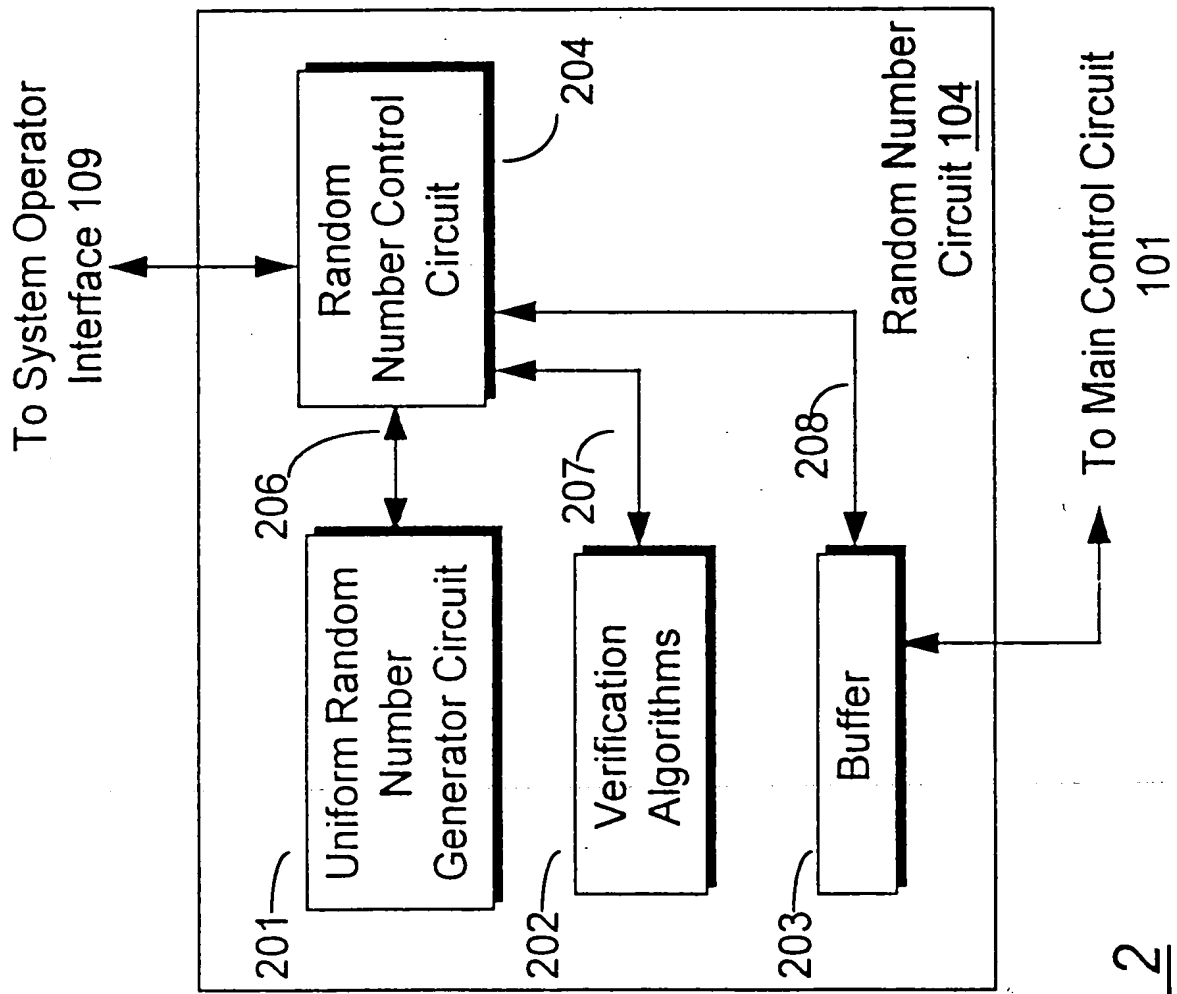 To System Operator
Interface 109
201
Uniform Random
Number
Generator Circuit
206
Random
Number Control
Circuit
204
202
Verification
Algorithms
207
203
Buffer
208
Random Number
Circuit 104
To Main Control Circuit
101
2